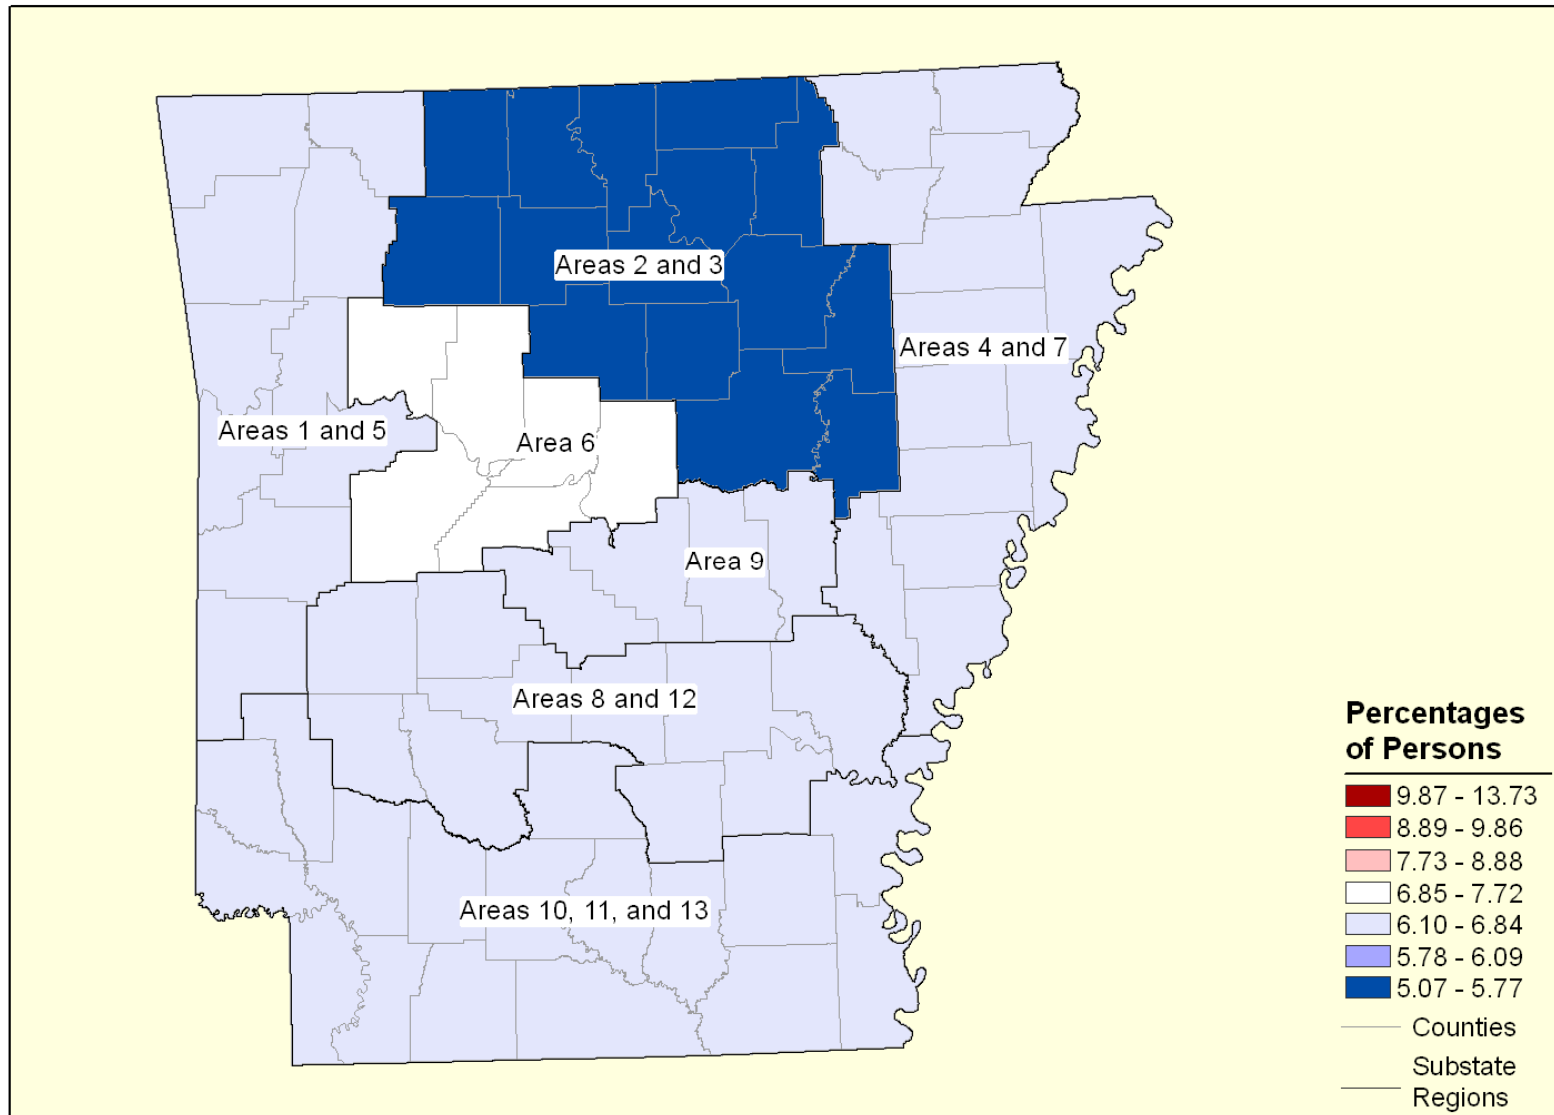 Areas 2 and 3
Areas 4 and 7
Areas 1 and 5
Area 6
Area 9
Areas 8 and 12
Areas 10, 11, and 13
Percentages
of Persons
9.87 - 13.73
8.89 - 9.86
7.73 - 8.88
6.85 - 7.72
6.10 - 6.84
5.78 - 6.09
5.07 - 5.77
Counties
Substate
Regions